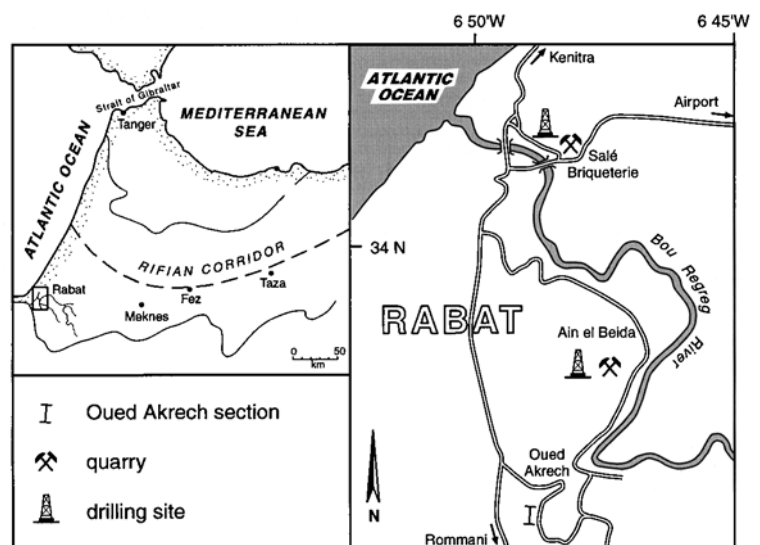 6 50'W
6 45'W
Strait of Gibraltar
Tanger
MEDITERRANEAN
SEA
ATLANTIC OCEAN
RIFIAN CORRIDOR
Rabat
Meknes
Fez
Taza
0 50
km
I Oued Akrech section
quarry
drilling site
ATLANTIC
OCEAN
Kenitra
Airport
Salé
Briqueterie
34 N
Bou Regreg
River
RABAT
Ain el Beida
Oued
Akrech
N
Rommani